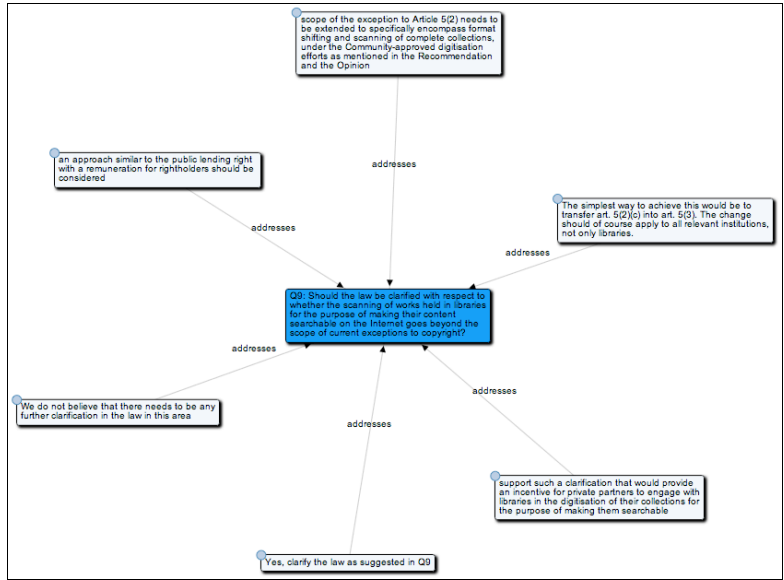 scope of the exception to Article 5(2) needs to
be extended to specifically encompass format
shifting and scanning of complete collections,
under the Community-approved digitisation
efforts as mentioned in the Recommendation
and the Opinion
addresses
an approach similar to the public lending right
with a remuneration for rightholders should be
considered
addresses
The simplest way to achieve this would be to
transfer art. 5(2)(c) into art. 5(3). The change
should of course apply to all relevant institutions,
not only libraries.
addresses
Q9: Should the law be clarified with respect to
whether the scanning of works held in libraries
for the purpose of making their content
searchable on the Internet goes beyond the
scope of current exceptions to copyright?
addresses
We do not believe that there needs to be any
further clarification in the law in this area
addresses
addresses
support such a clarification that would provide
an incentive for private partners to engage with
libraries in the digitisation of their collections for
the purpose of making them searchable
Yes, clarify the law as suggested in Q9